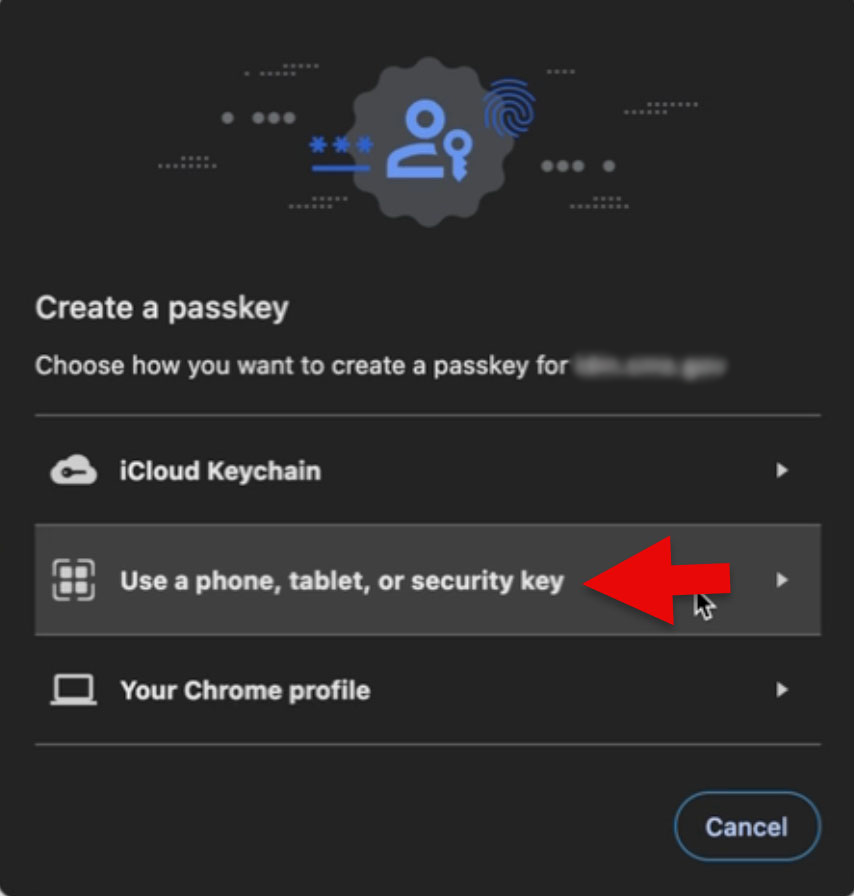 ***
Create a passkey
Choose how you want to create a passkey for
iCloud Keychain
Use a phone, tablet, or security key
Your Chrome profile
Cancel